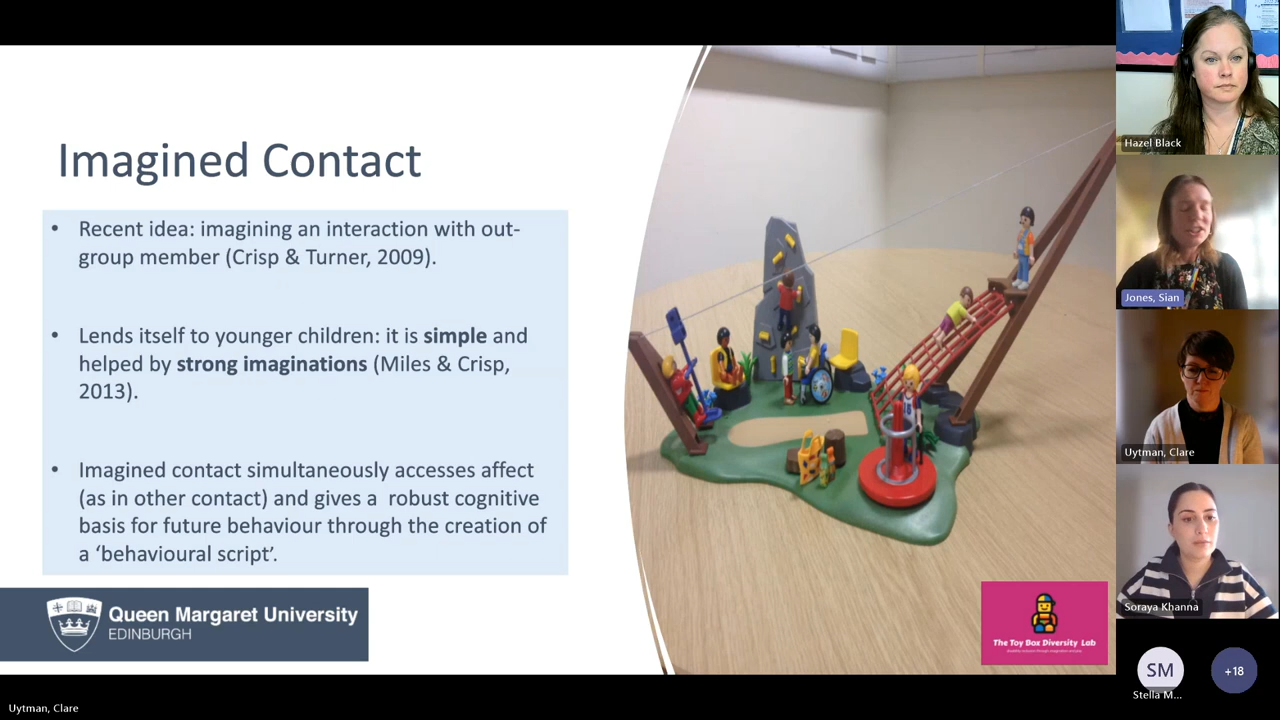 Imagined Contact
• Recent idea: imagining an interaction with out-
group member (Crisp & Turner, 2009).
• Lends itself to younger children: it is simple and
helped by strong imaginations (Miles & Crisp,
2013).
• Imagined contact simultaneously accesses affect
(as in other contact) and gives a robust cognitive
basis for future behaviour through the creation of
a ‘behavioural script’.
Queen Margaret University
EDINBURGH
The Toy Box Diversity Lab
Hazel Black
Jones, Sian
Uytman, Clare
Soraya Khanna
SM
Stella M...
+18
Uytman, Clare